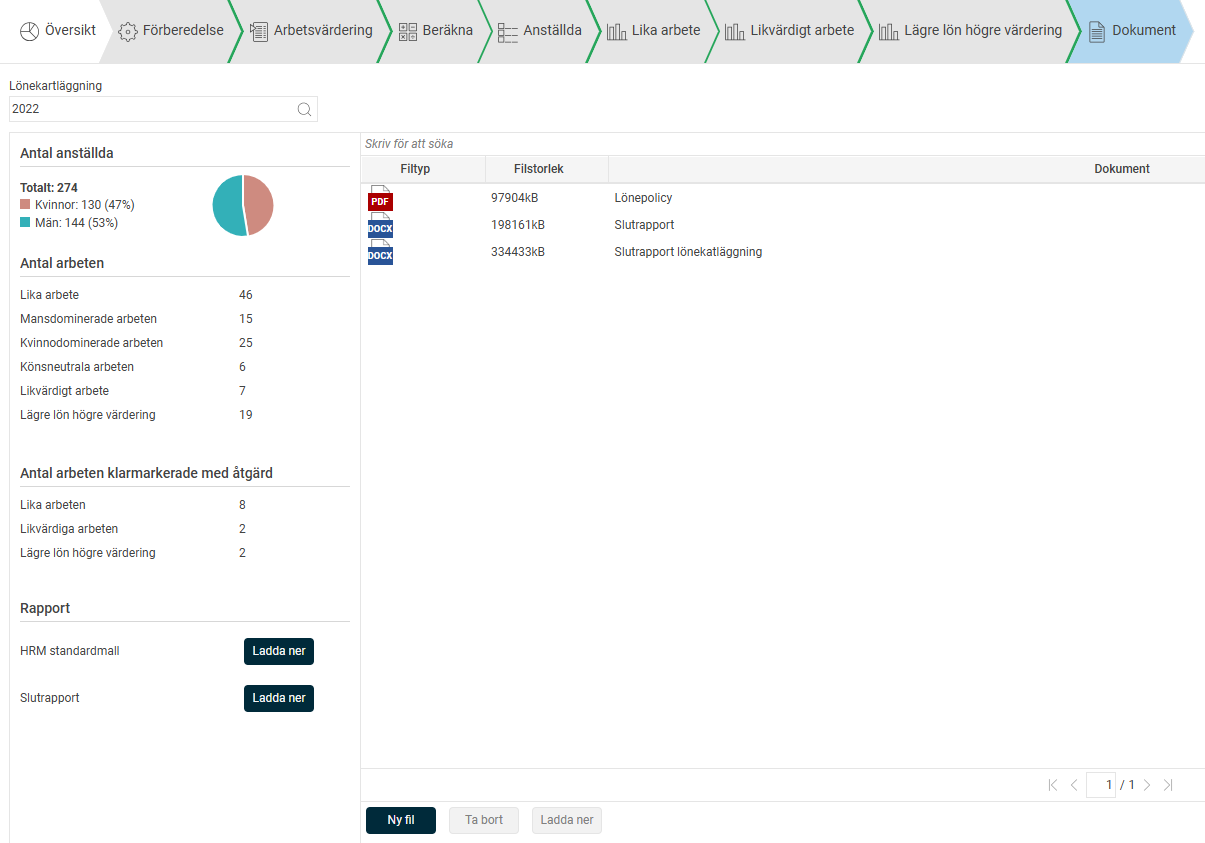 Översikt Förberedelse Arbetsvärdering Beräkna Anställda Lika arbete Likvärdigt arbete Lägre lön högre värdering Dokument
Lönekartläggning
2022
Antal anställda
Totalt: 274
Kvinnor: 130 (47%)
Män: 144 (53%)
Antal arbeten
Lika arbete 46
Mansdominerade arbeten 15
Kvinnodominerade arbeten 25
Könsneutrala arbeten 6
Likvärdigt arbete 7
Lägre lön högre värdering 19
Antal arbeten klarmarkerade med åtgärd
Lika arbeten 8
Likvärdiga arbeten 2
Lägre lön högre värdering 2
Rapport
HRM standardmall Ladda ner
Slutrapport Ladda ner
Skriv för att söka
Filtyp Filstorlek Dokument
PDF 97904kB Lönepolicy
DOCX 198161kB Slutrapport
DOCX 334433kB Slutrapport lönekatläggning
1 / 1
Ny fil Ta bort Ladda ner